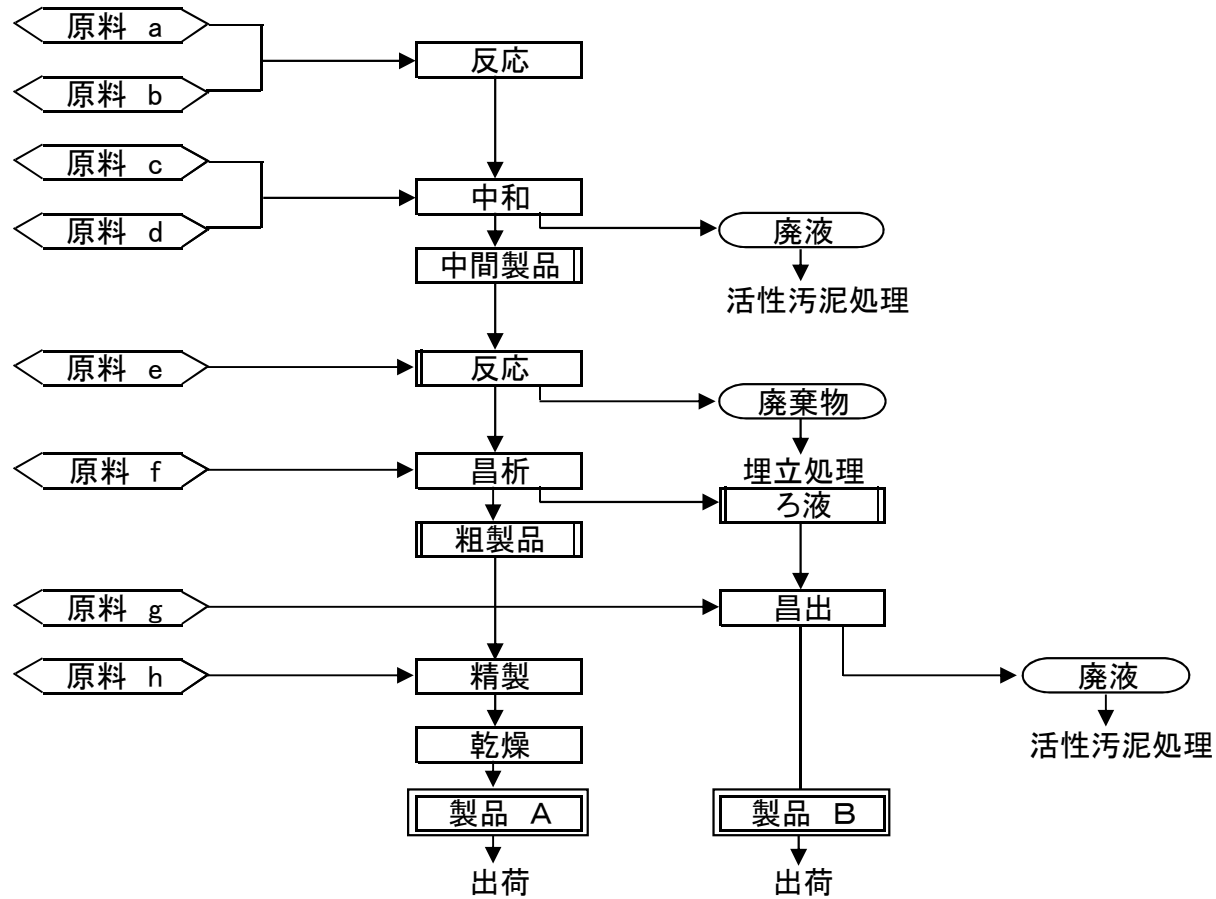 原料 a
反応
原料 b
原料 c
中和
原料 d
廃液
中間製品
活性汚泥処理
原料 e
反応
廃棄物
原料 f
昌析
埋立処理
ろ液
粗製品
原料 g
昌出
原料 h
精製
廃液
乾燥
活性汚泥処理
製品 A
製品 B
出荷
出荷